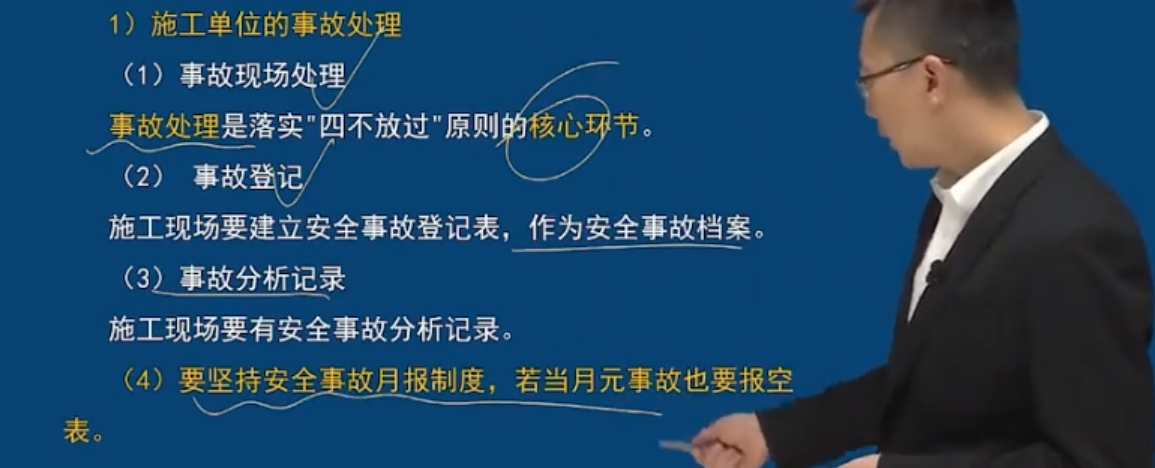 1）施工单位的事故处理
（1）事故现场处理
事故处理是落实"四不放过"原则的核心环节。
（2） 事故登记
施工现场要建立安全事故登记表，作为安全事故档案。
（3）事故分析记录
施工现场要有安全事故分析记录。
（4）要坚持安全事故月报制度，若当月元事故也要报空
表。